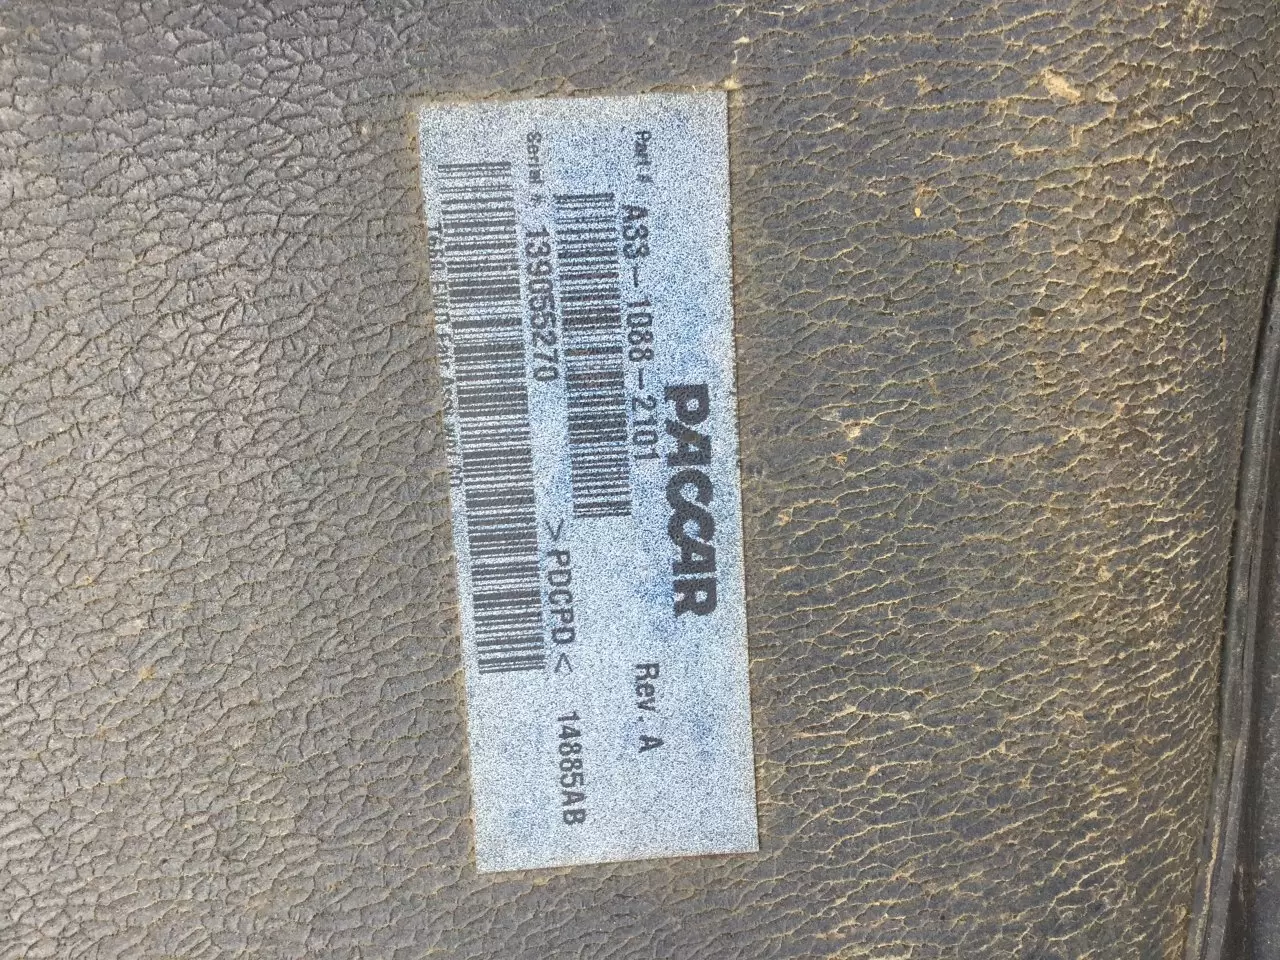 PACCAR
Part # A33-1088-2101 Rev. A
Serial # 139055270 >PDCPD< 14885AB